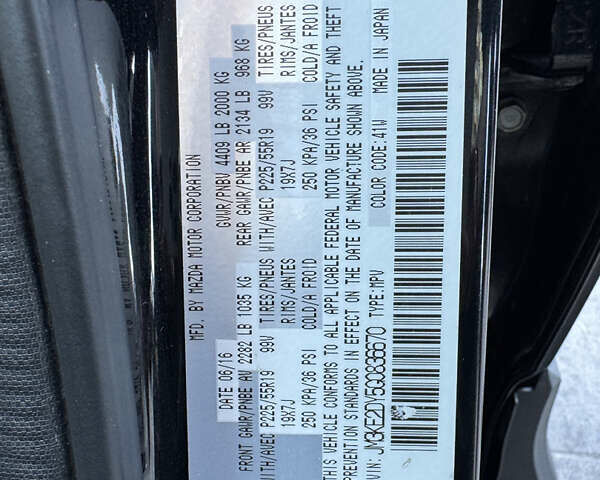 MFD. BY MAZDA MOTOR CORPORATION
06/16 GVWR/PNBV 4409 LB 2000 KG
FRONT GAWR/PNBE AV 2282 LB 1035 KG REAR GAWR/PNBE AR 2134 LB 968 KG
WITH/AVEC P225/55R19 99V TIRES/PNEUS WITH/AVEC P225/55R19 99V TIRES/PNEUS
19X7J RIMS/JANTES 19X7J RIMS/JANTES
250 KPA/36 PSI COLD/A FROID 250 KPA/36 PSI COLD/A FROID
THIS VEHICLE CONFORMS TO ALL APPLICABLE FEDERAL MOTOR VEHICLE SAFETY AND THEFT
PREVENTION STANDARDS IN EFFECT ON THE DATE OF MANUFACTURE SHOWN ABOVE.
VIN: JM3KE2DY5G0836670 TYPE:MPV COLOR CODE:41W MADE IN JAPAN